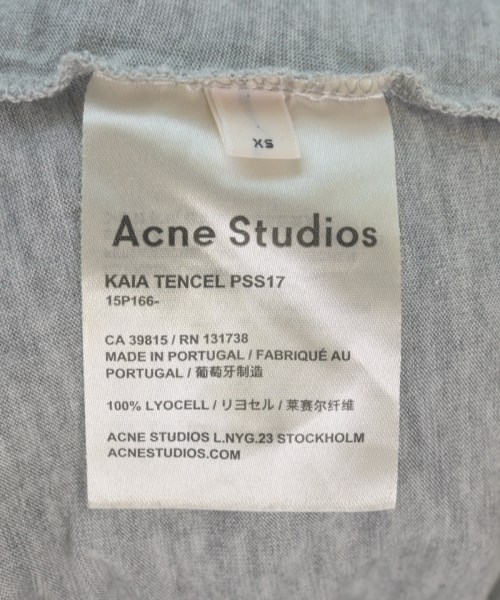 XS
Acne Studios
KAIA TENCEL PSS17
15P166-
CA 39815 / RN 131738
MADE IN PORTUGAL / FABRIQUÉ AU
PORTUGAL / 葡萄牙制造
100% LYOCELL / リヨセル / 莱赛尔纤维
ACNE STUDIOS L.NYG.23 STOCKHOLM
ACNESTUDIOS.COM